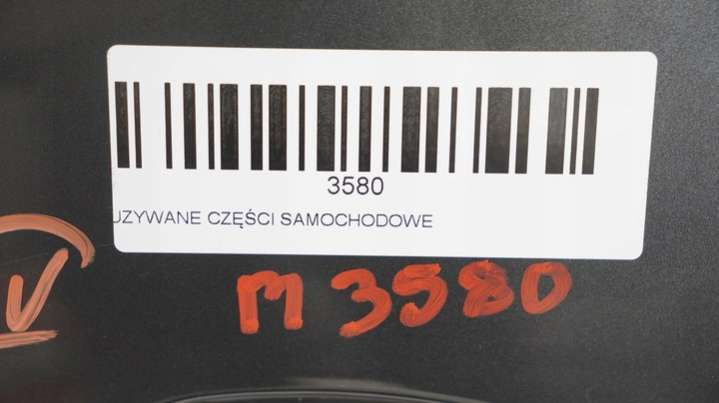 3580
UZYWANE CZĘŚCI SAMOCHODOWE
M 3580
V